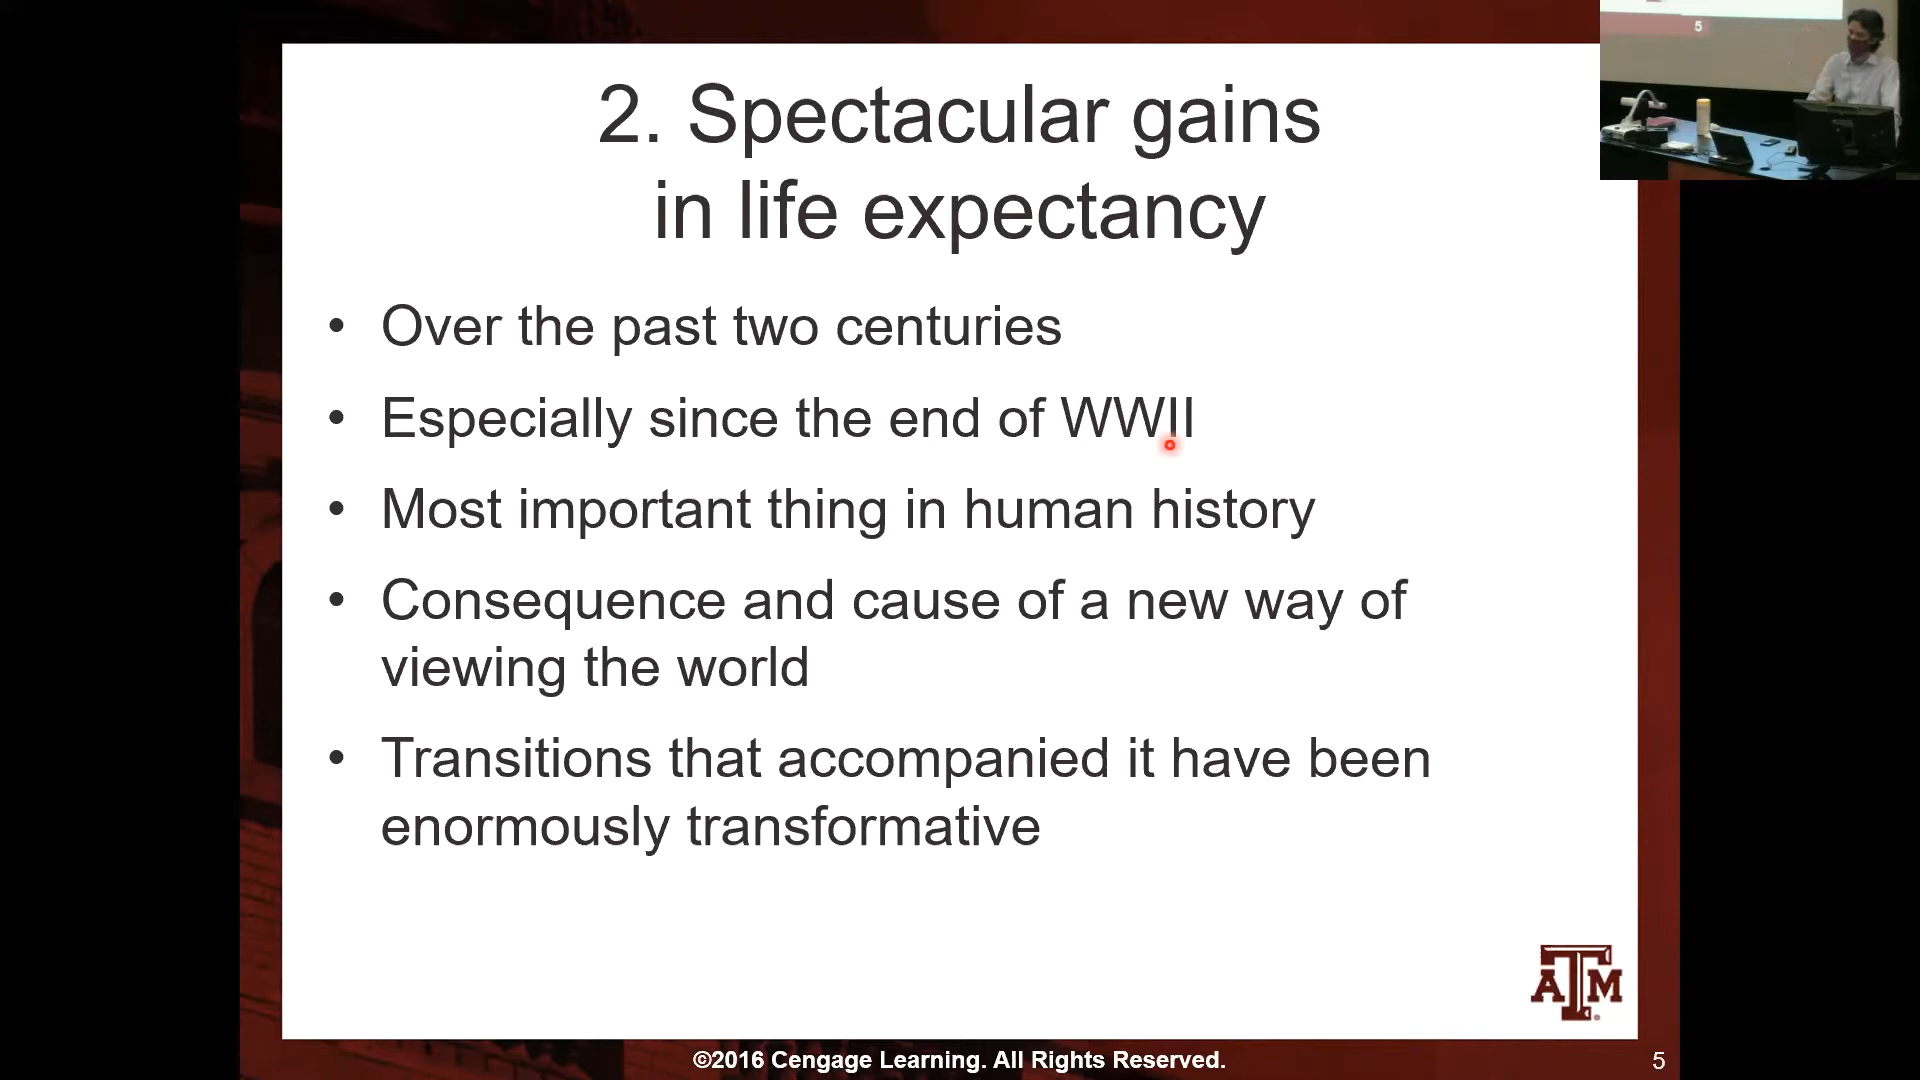 5
2. Spectacular gains
in life expectancy
• Over the past two centuries
• Especially since the end of WWII
• Most important thing in human history
• Consequence and cause of a new way of
viewing the world
• Transitions that accompanied it have been
enormously transformative
ATM
©2016 Cengage Learning. All Rights Reserved.
5